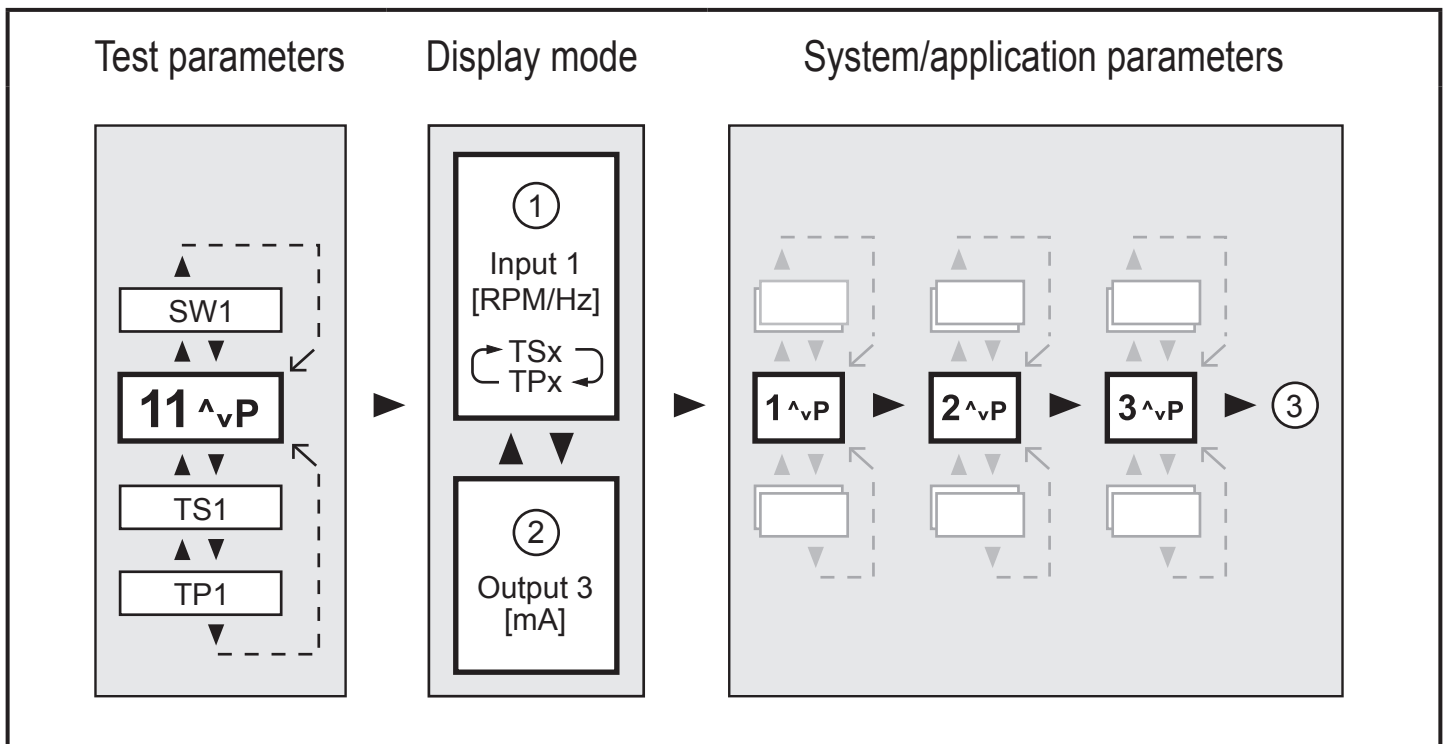 Test parameters
Display mode
System/application parameters
SW1
11^vP
TS1
TP1
1
Input 1
[RPM/Hz]
TSx
TPx
2
Output 3
[mA]
1^vP
2^vP
3^vP
3